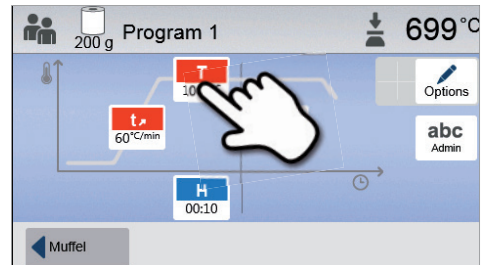 200 g Program 1 699°C
T
Options
t
60°C/min
abc
Admin
H
00:10
Muffel